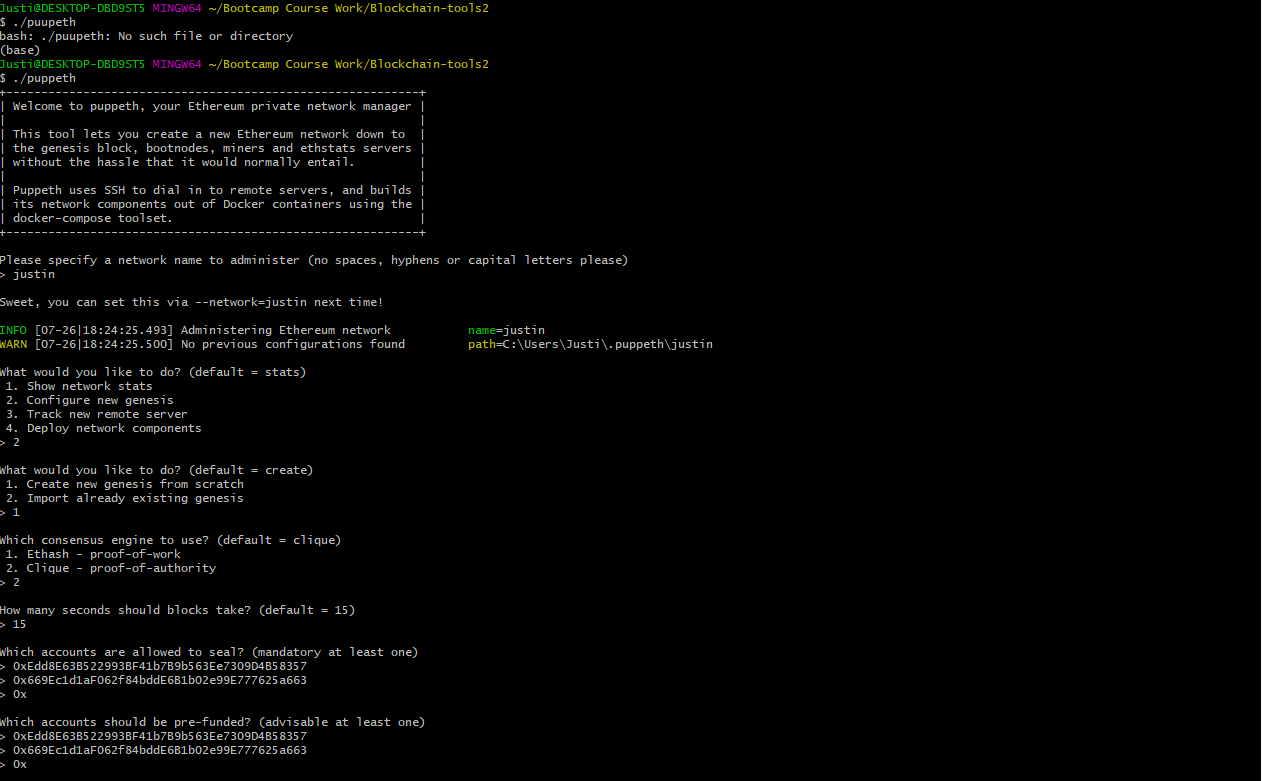 Justi@DESKTOP-DBD9ST5 MINGW64 ~/Bootcamp Course Work/Blockchain-tools2
$ ./puupeth
bash: ./puupeth: No such file or directory
(base)
Justi@DESKTOP-DBD9ST5 MINGW64 ~/Bootcamp Course Work/Blockchain-tools2
$ ./puppeth
+-----------------------------------------------------------+
| Welcome to puppeth, your Ethereum private network manager |
|                                                           |
| This tool lets you create a new Ethereum network down to  |
| the genesis block, bootnodes, miners and ethstats servers |
| without the hassle that it would normally entail.         |
|                                                           |
| Puppeth uses SSH to dial in to remote servers, and builds |
| its network components out of Docker containers using the |
| docker-compose toolset.                                   |
+-----------------------------------------------------------+
Please specify a network name to administer (no spaces, hyphens or capital letters please)
> justin
Sweet, you can set this via --network=justin next time!
INFO [07-26|18:24:25.493] Administering Ethereum network           name=justin
WARN [07-26|18:24:25.500] No previous configurations found         path=C:\Users\Justi\.puppeth\justin
What would you like to do? (default = stats)
 1. Show network stats
 2. Configure new genesis
 3. Track new remote server
 4. Deploy network components
> 2
What would you like to do? (default = create)
 1. Create new genesis from scratch
 2. Import already existing genesis
> 1
Which consensus engine to use? (default = clique)
 1. Ethash - proof-of-work
 2. Clique - proof-of-authority
> 2
How many seconds should blocks take? (default = 15)
> 15
Which accounts are allowed to seal? (mandatory at least one)
> 0xEdd8E63B522993BF41b7B9b563Ee7309D4B58357
> 0x669Ec1d1aF062f84bddE6B1b02e99E777625a663
> 0x
Which accounts should be pre-funded? (advisable at least one)
> 0xEdd8E63B522993BF41b7B9b563Ee7309D4B58357
> 0x669Ec1d1aF062f84bddE6B1b02e99E777625a663
> 0x